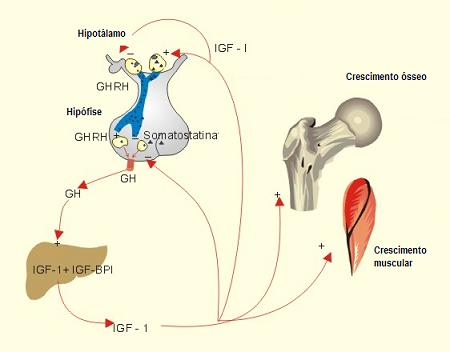 Hipotálamo
IGF - I
– +
GHRH
Hipófise
GHRH + – Somatostatina
–
GH
GH
+
IGF-1+ IGF-BPI
IGF - 1
Crescimento ósseo
+
+
Crescimento
muscular